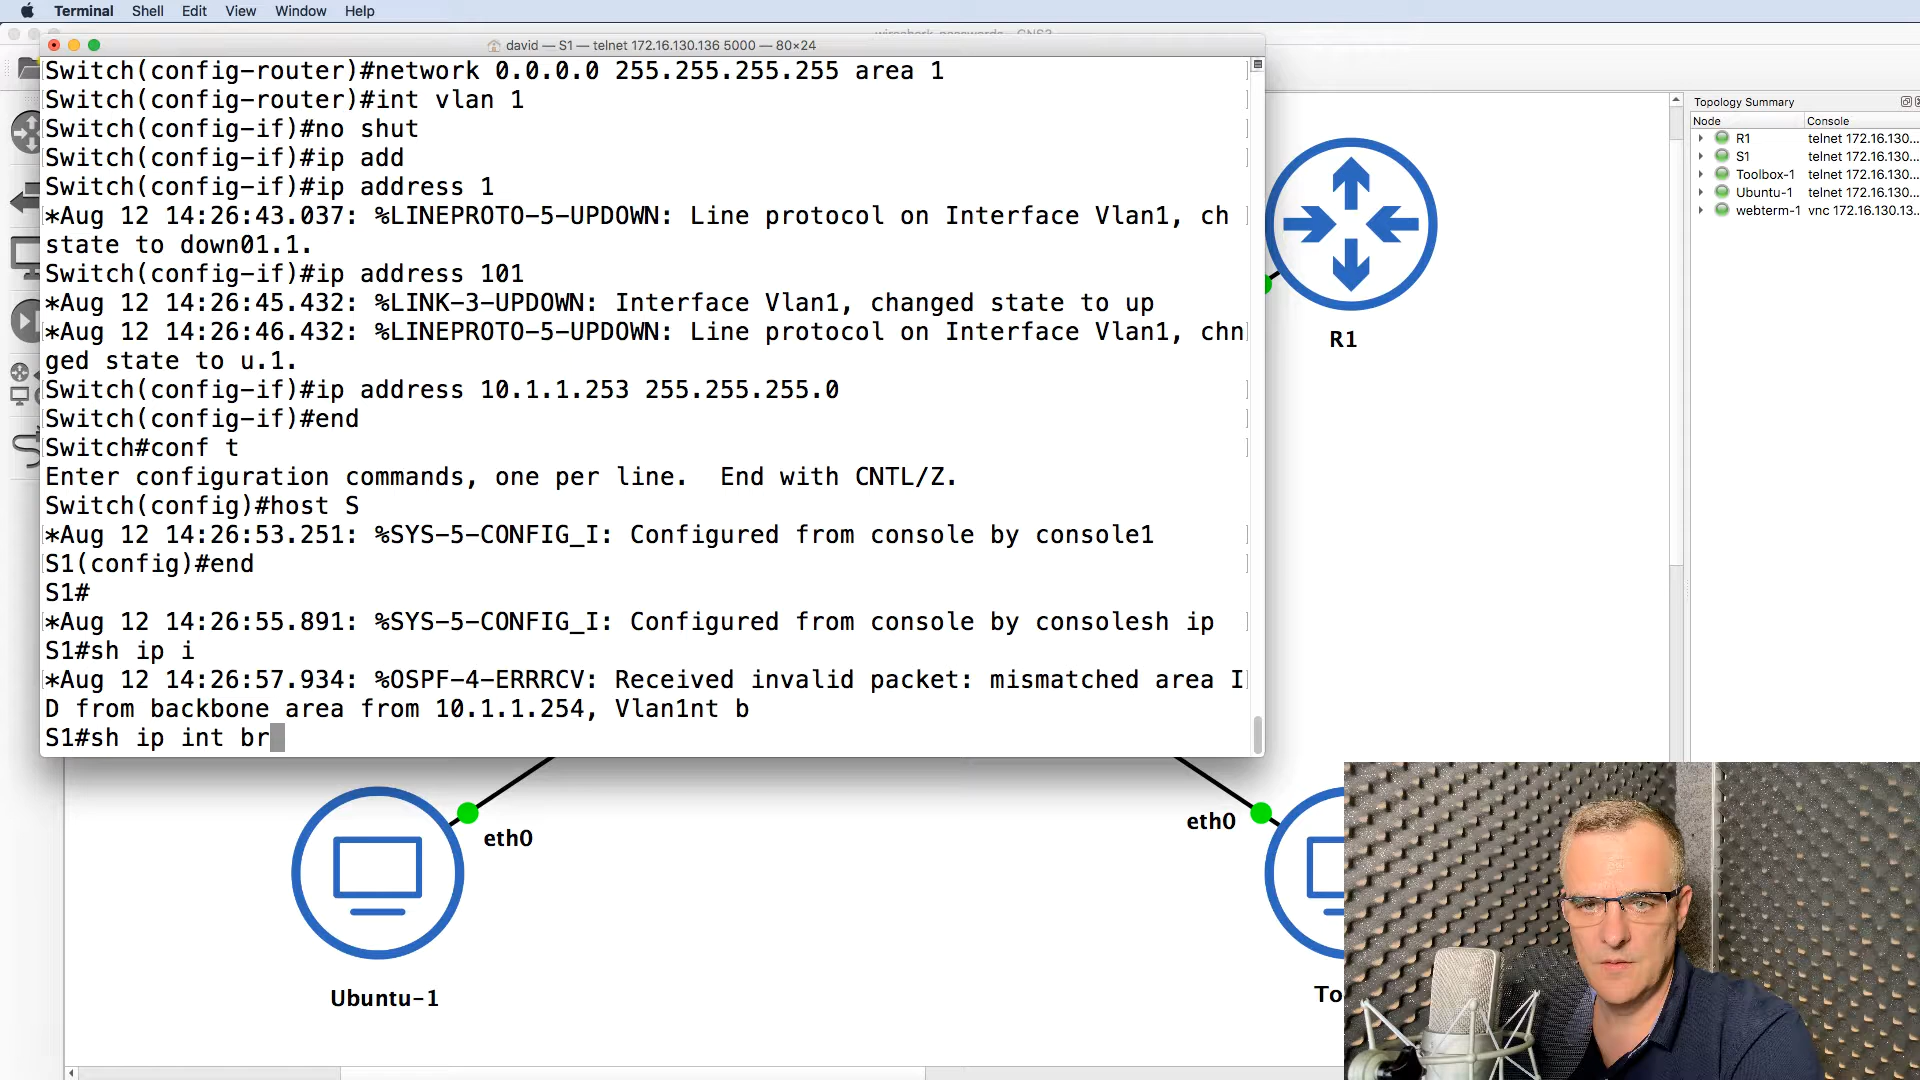 Terminal Shell Edit View Window Help
david — S1 — telnet 172.16.130.136 5000 — 80×24
Switch(config-router)#network 0.0.0.0 255.255.255.255 area 1
Switch(config-router)#int vlan 1
Switch(config-if)#no shut
Switch(config-if)#ip add
Switch(config-if)#ip address 1
*Aug 12 14:26:43.037: %LINEPROTO-5-UPDOWN: Line protocol on Interface Vlan1, ch
state to down01.1.
Switch(config-if)#ip address 101
*Aug 12 14:26:45.432: %LINK-3-UPDOWN: Interface Vlan1, changed state to up
*Aug 12 14:26:46.432: %LINEPROTO-5-UPDOWN: Line protocol on Interface Vlan1, chn
ged state to u.1.
Switch(config-if)#ip address 10.1.1.253 255.255.255.0
Switch(config-if)#end
Switch#conf t
Enter configuration commands, one per line.  End with CNTL/Z.
Switch(config)#host S
*Aug 12 14:26:53.251: %SYS-5-CONFIG_I: Configured from console by console1
S1(config)#end
S1#
*Aug 12 14:26:55.891: %SYS-5-CONFIG_I: Configured from console by consolesh ip
S1#sh ip i
*Aug 12 14:26:57.934: %OSPF-4-ERRRCV: Received invalid packet: mismatched area I
D from backbone area from 10.1.1.254, Vlan1nt b
S1#sh ip int br
R1
eth0
eth0
Ubuntu-1
To
Topology Summary
Node Console
R1 telnet 172.16.130...
S1 telnet 172.16.130...
Toolbox-1 telnet 172.16.130...
Ubuntu-1 telnet 172.16.130...
webterm-1 vnc 172.16.130.13...